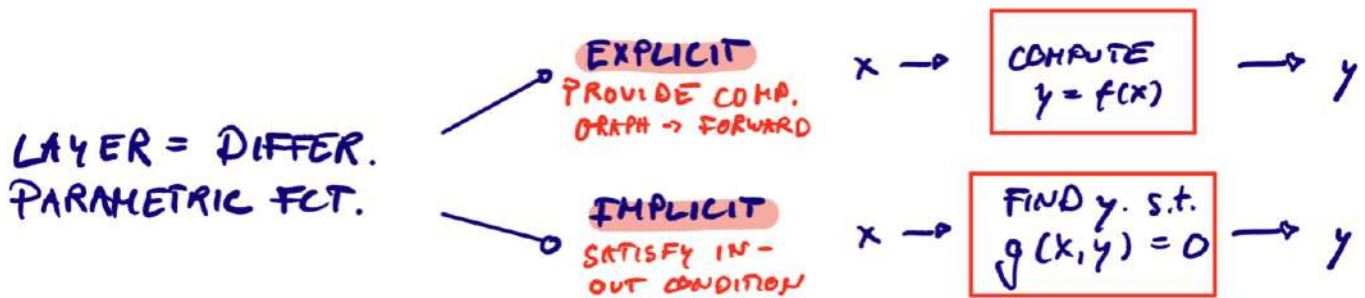 LAYER = DIFFER.
PARAMETRIC FCT.
EXPLICIT
PROVIDE COMP.
GRAPH → FORWARD
x → COMPUTE y = f(x) → y
IMPLICIT
SATISFY IN-
OUT CONDITION
x → FIND y. s.t. g(x,y) = 0 → y